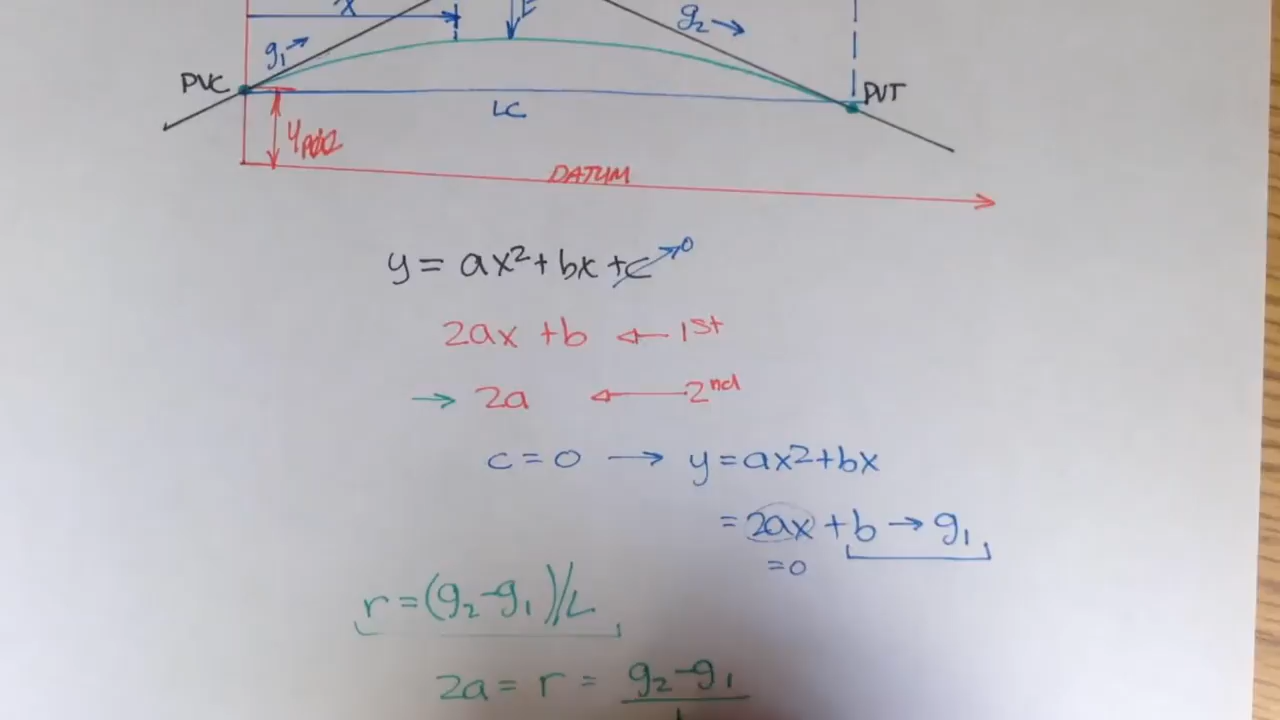 x
g₁
g₂
PVC
PVT
LC
DATUM
y = ax² + bx + c → 0
2ax + b ← 1st
→ 2a ← 2nd
c = 0 → y = ax² + bx
= 2ax + b → g₁
= 0
r = (g₂ - g₁)/L
2a = r = g₂ - g₁